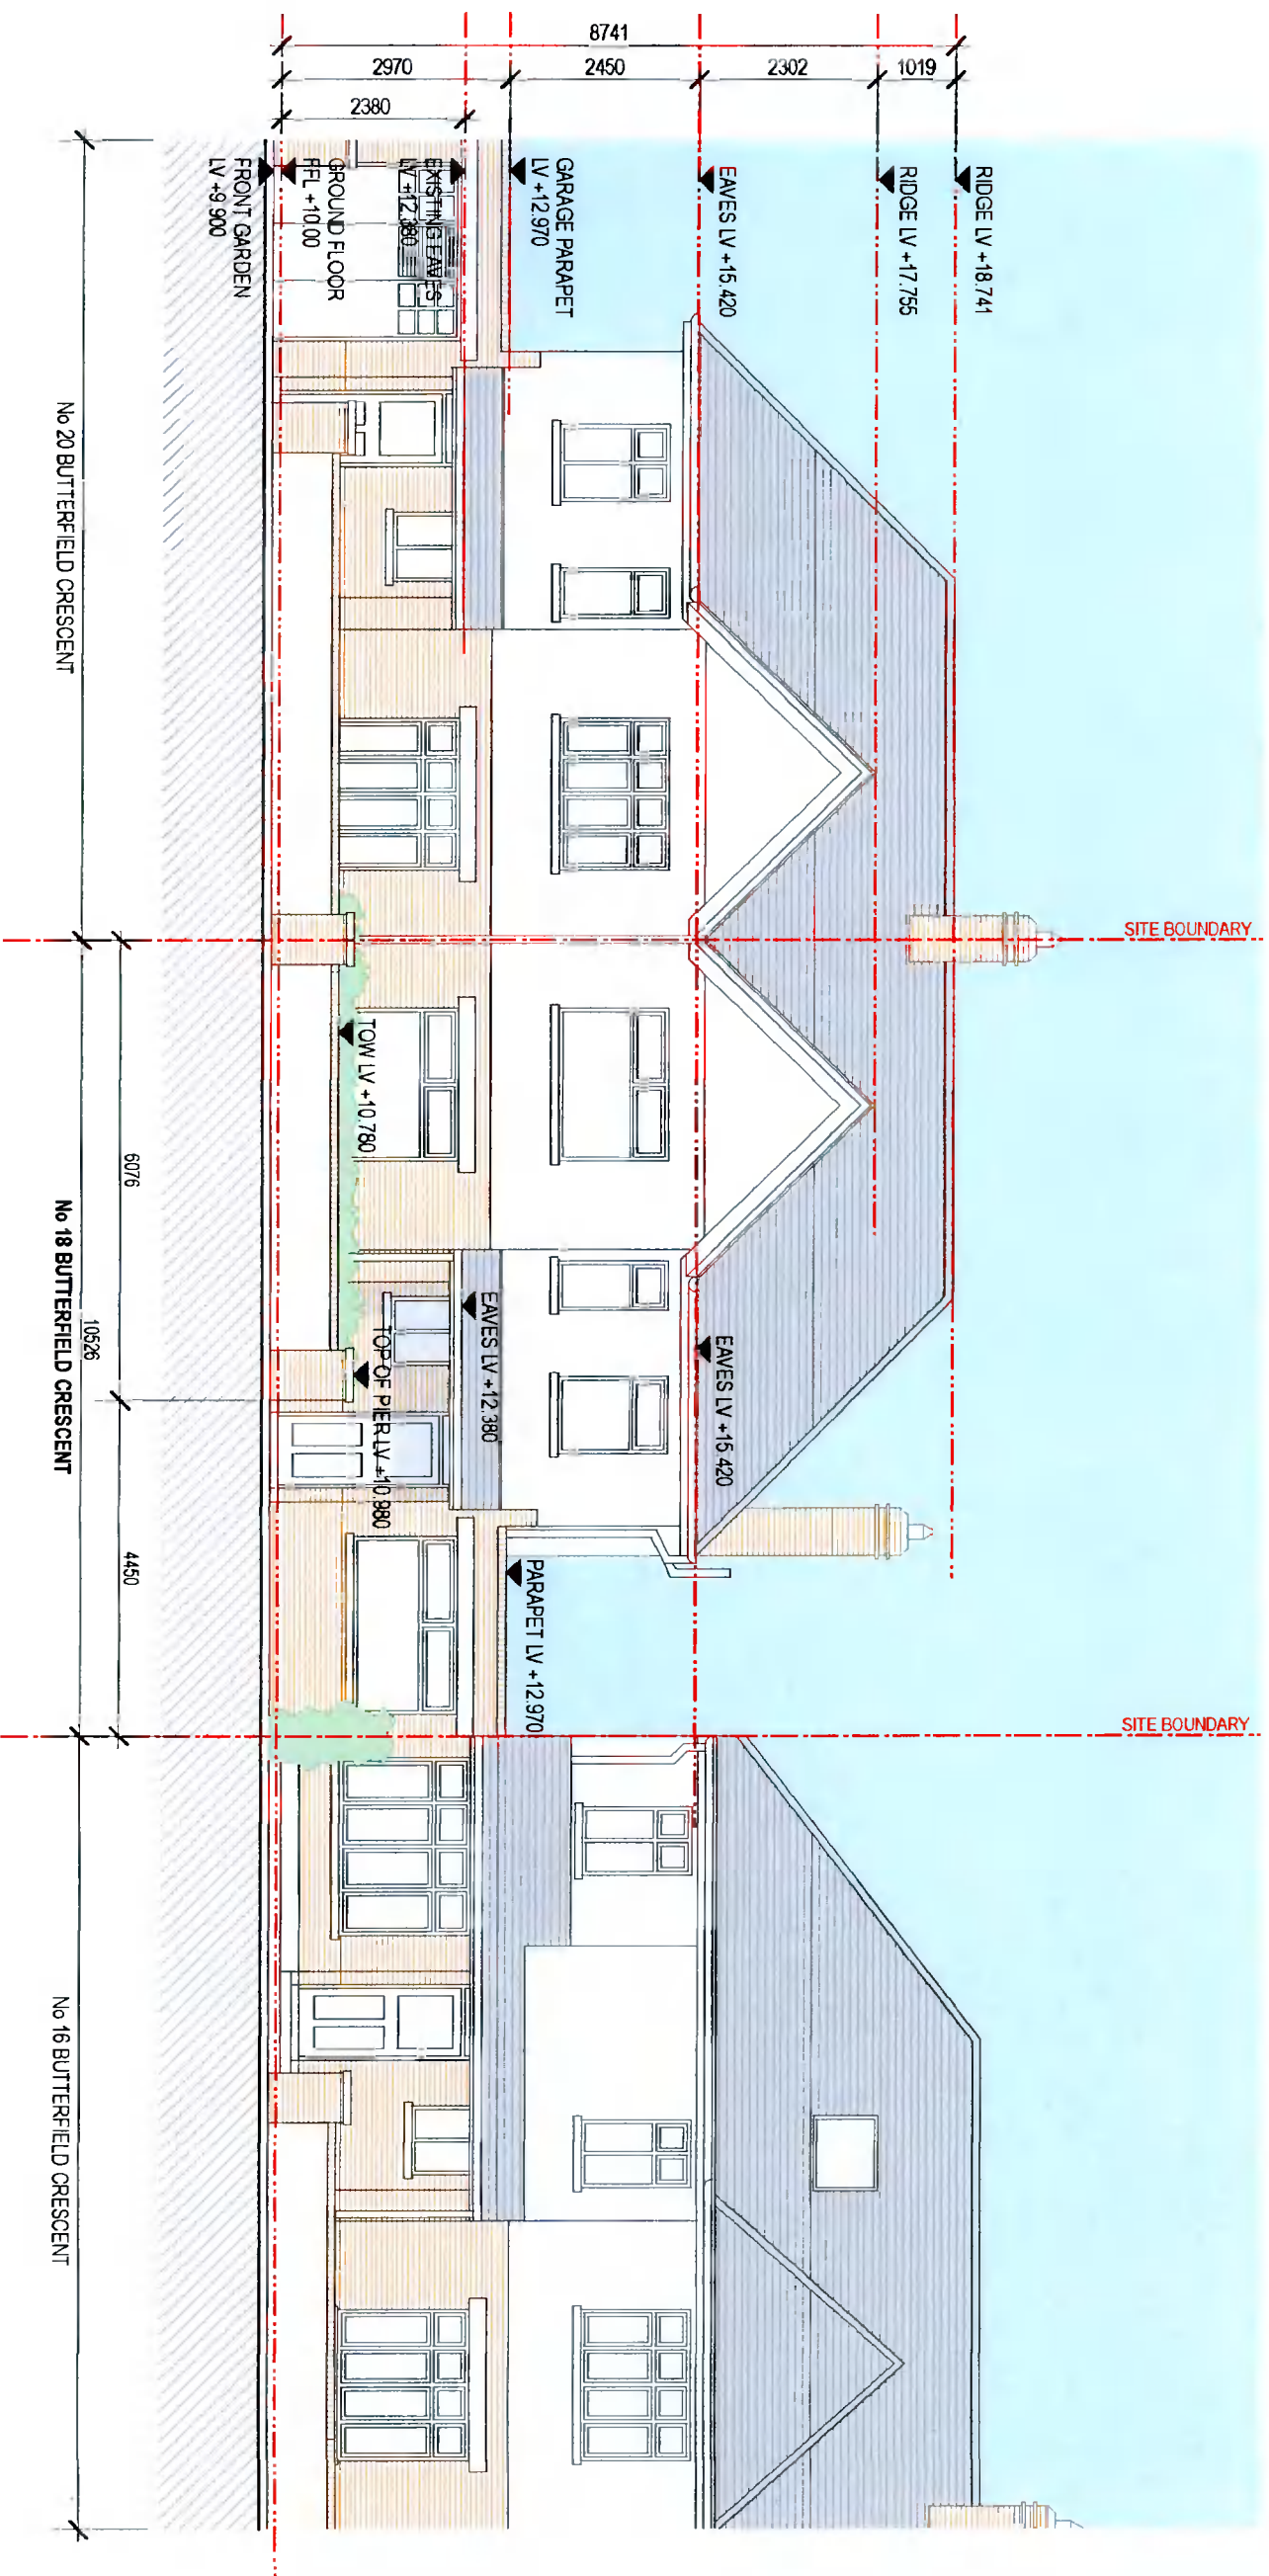 8741
2970
2450
2302
1019
2380
RIDGE LV +18.741
RIDGE LV +17.755
EAVES LV +15.420
GARAGE PARAPET
LV +12.970
EXISTING EAVES
LV +12.380
GROUND FLOOR
FFL +10.00
FRONT GARDEN
LV +9.900
SITE BOUNDARY
SITE BOUNDARY
EAVES LV +15.420
PARAPET LV +12.970
EAVES LV +12.380
TOW LV +10.780
TOP OF PIER LV +10.980
6076
4450
10526
No 20 BUTTERFIELD CRESCENT
No 18 BUTTERFIELD CRESCENT
No 16 BUTTERFIELD CRESCENT